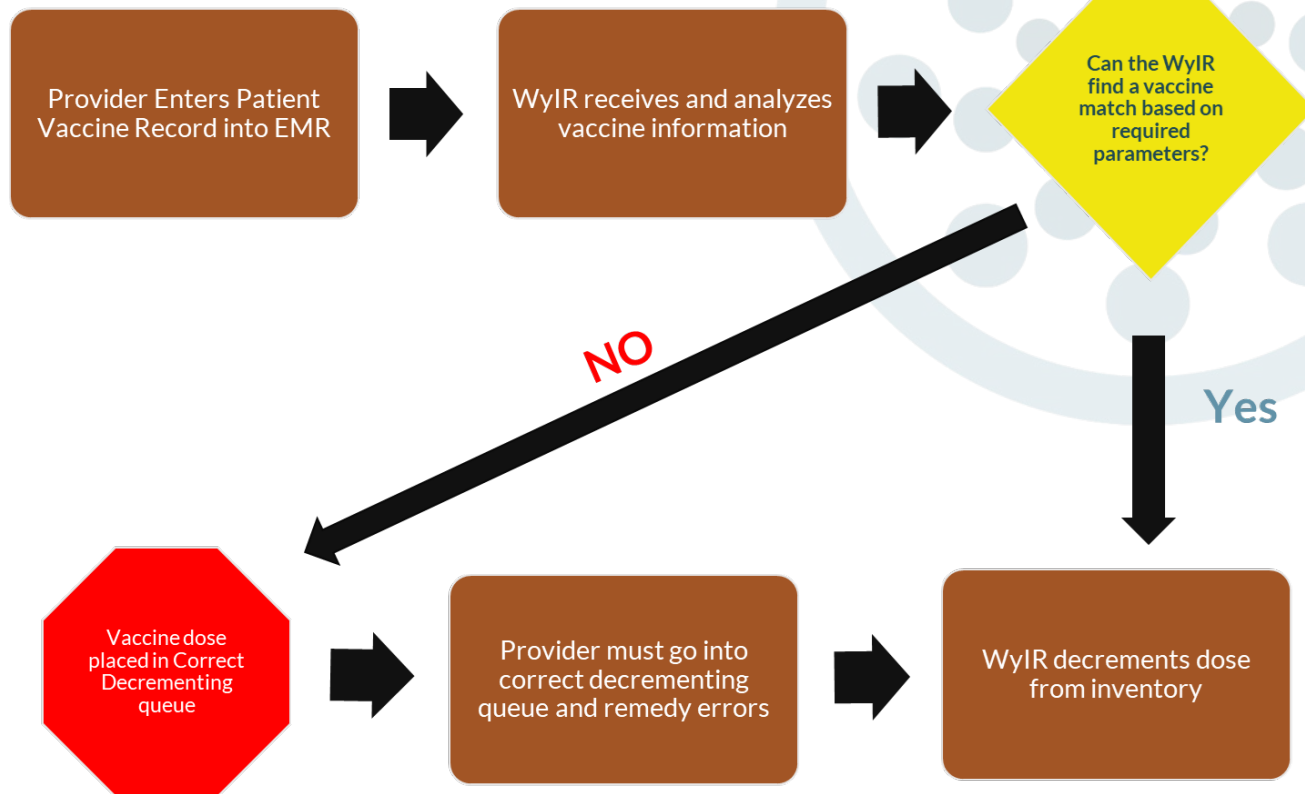 Provider Enters Patient
Vaccine Record into EMR
WyIR receives and analyzes
vaccine information
Can the WyIR
find a vaccine
match based on
required
parameters?
NO
Yes
Vaccine dose
placed in Correct
Decrementing
queue
Provider must go into
correct decrementing
queue and remedy errors
WyIR decrements dose
from inventory